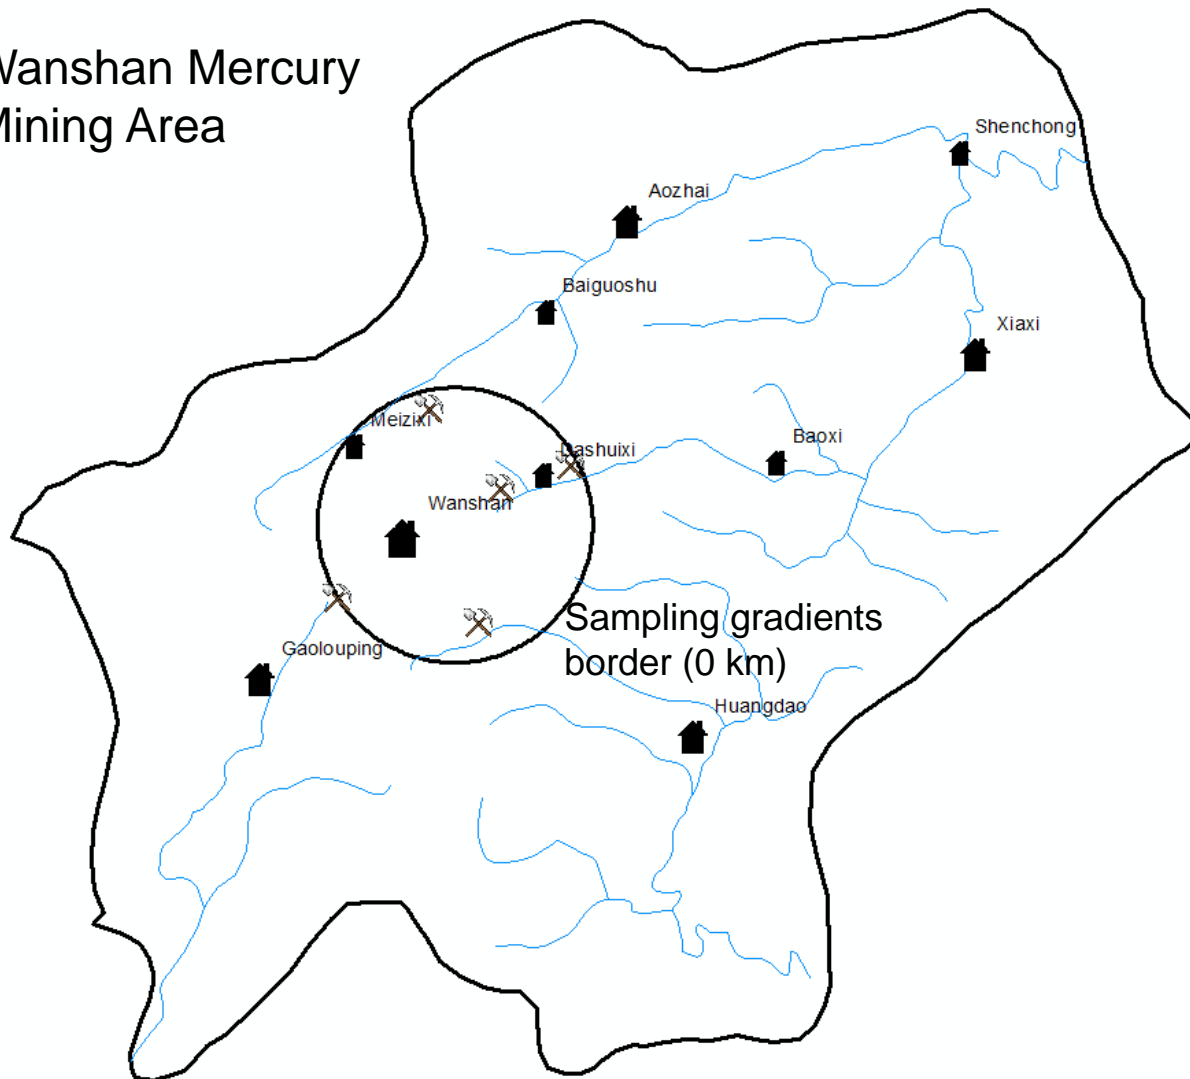 Wanshan Mercury
Mining Area
Shenchong
Aozhai
Baiguoshu
Xiaxi
Meizixi
Dashuixi
Baoxi
Wanshan
Sampling gradients
border (0 km)
Gaolouping
Huangdao